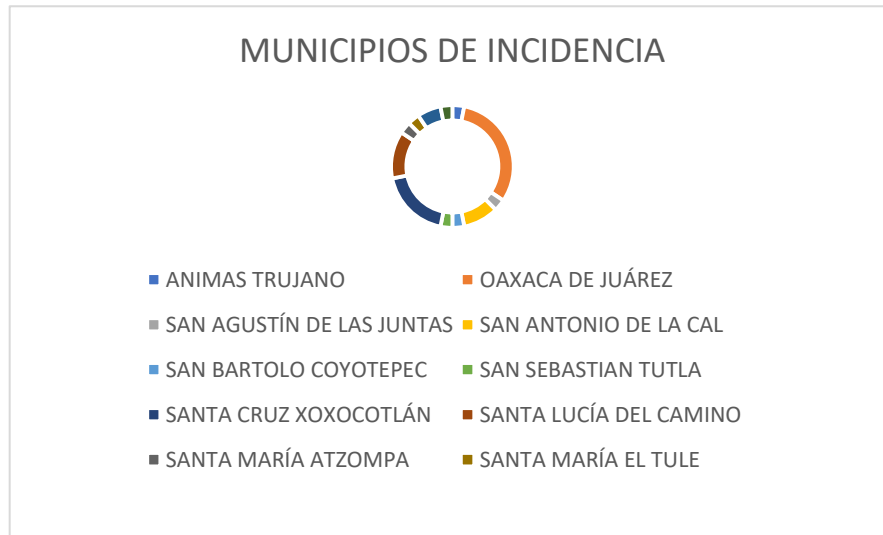 MUNICIPIOS DE INCIDENCIA
ANIMAS TRUJANO
OAXACA DE JUÁREZ
SAN AGUSTÍN DE LAS JUNTAS
SAN ANTONIO DE LA CAL
SAN BARTOLO COYOTEPEC
SAN SEBASTIAN TUTLA
SANTA CRUZ XOXOCOTLÁN
SANTA LUCÍA DEL CAMINO
SANTA MARÍA ATZOMPA
SANTA MARÍA EL TULE